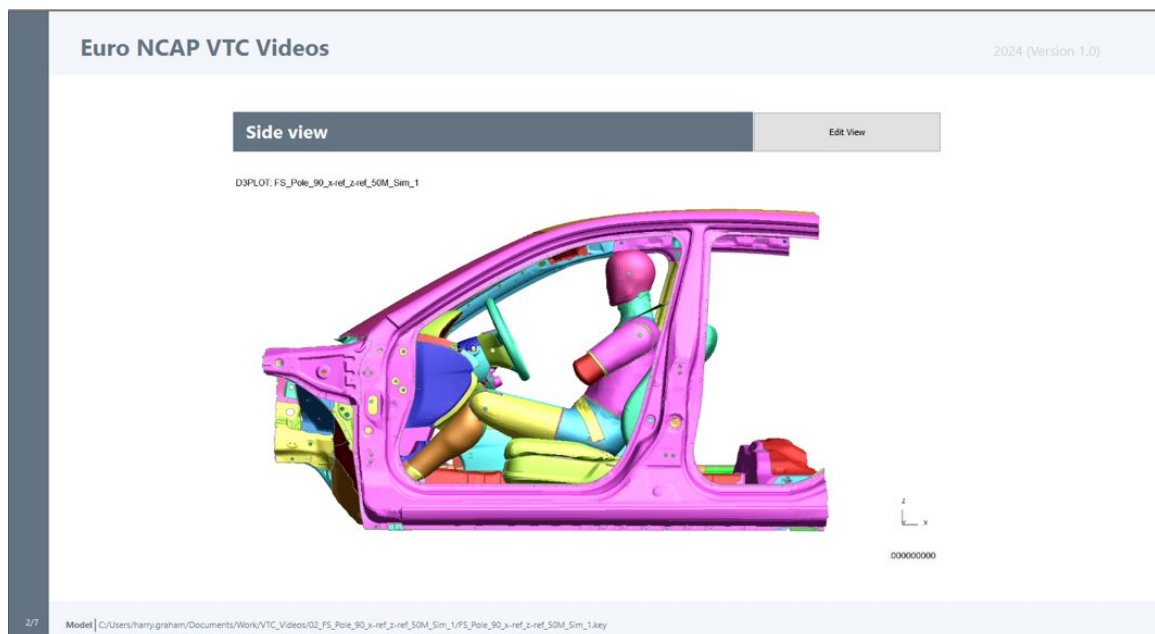 Euro NCAP VTC Videos
2024 (Version 1.0)
Side view
Edit View
D3PLOT: FS_Pole_90_x-ref_z-ref_50M_Sim_1
Z
Y X
.000000000
2/7
Model | C:/Users/harry.graham/Documents/Work/VTC_Videos/02_FS_Pole_90_x-ref_z-ref_50M_Sim_1/FS_Pole_90_x-ref_z-ref_50M_Sim_1.key